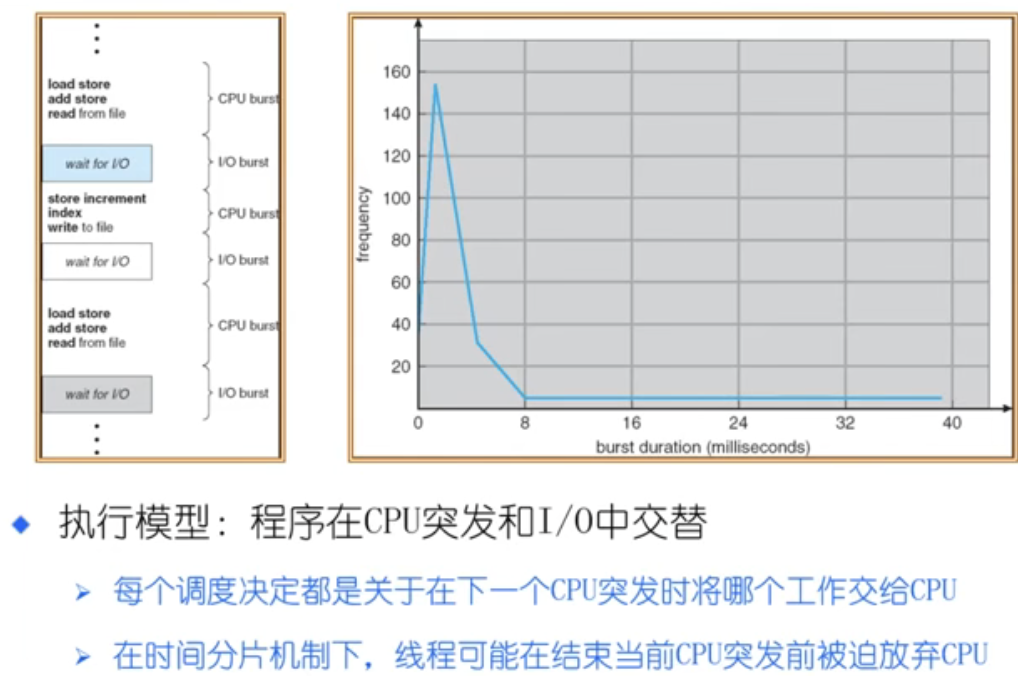 load store
add store
read from file
CPU burst
wait for I/O
I/O burst
store increment
index
write to file
CPU burst
wait for I/O
I/O burst
load store
add store
read from file
CPU burst
wait for I/O
I/O burst
160
140
120
100
80
60
40
20
frequency
0 8 16 24 32 40
burst duration (milliseconds)
执行模型：程序在CPU突发和I/O中交替
每个调度决定都是关于在下一个CPU突发时将哪个工作交给CPU
在时间分片机制下，线程可能在结束当前CPU突发前被迫放弃CPU